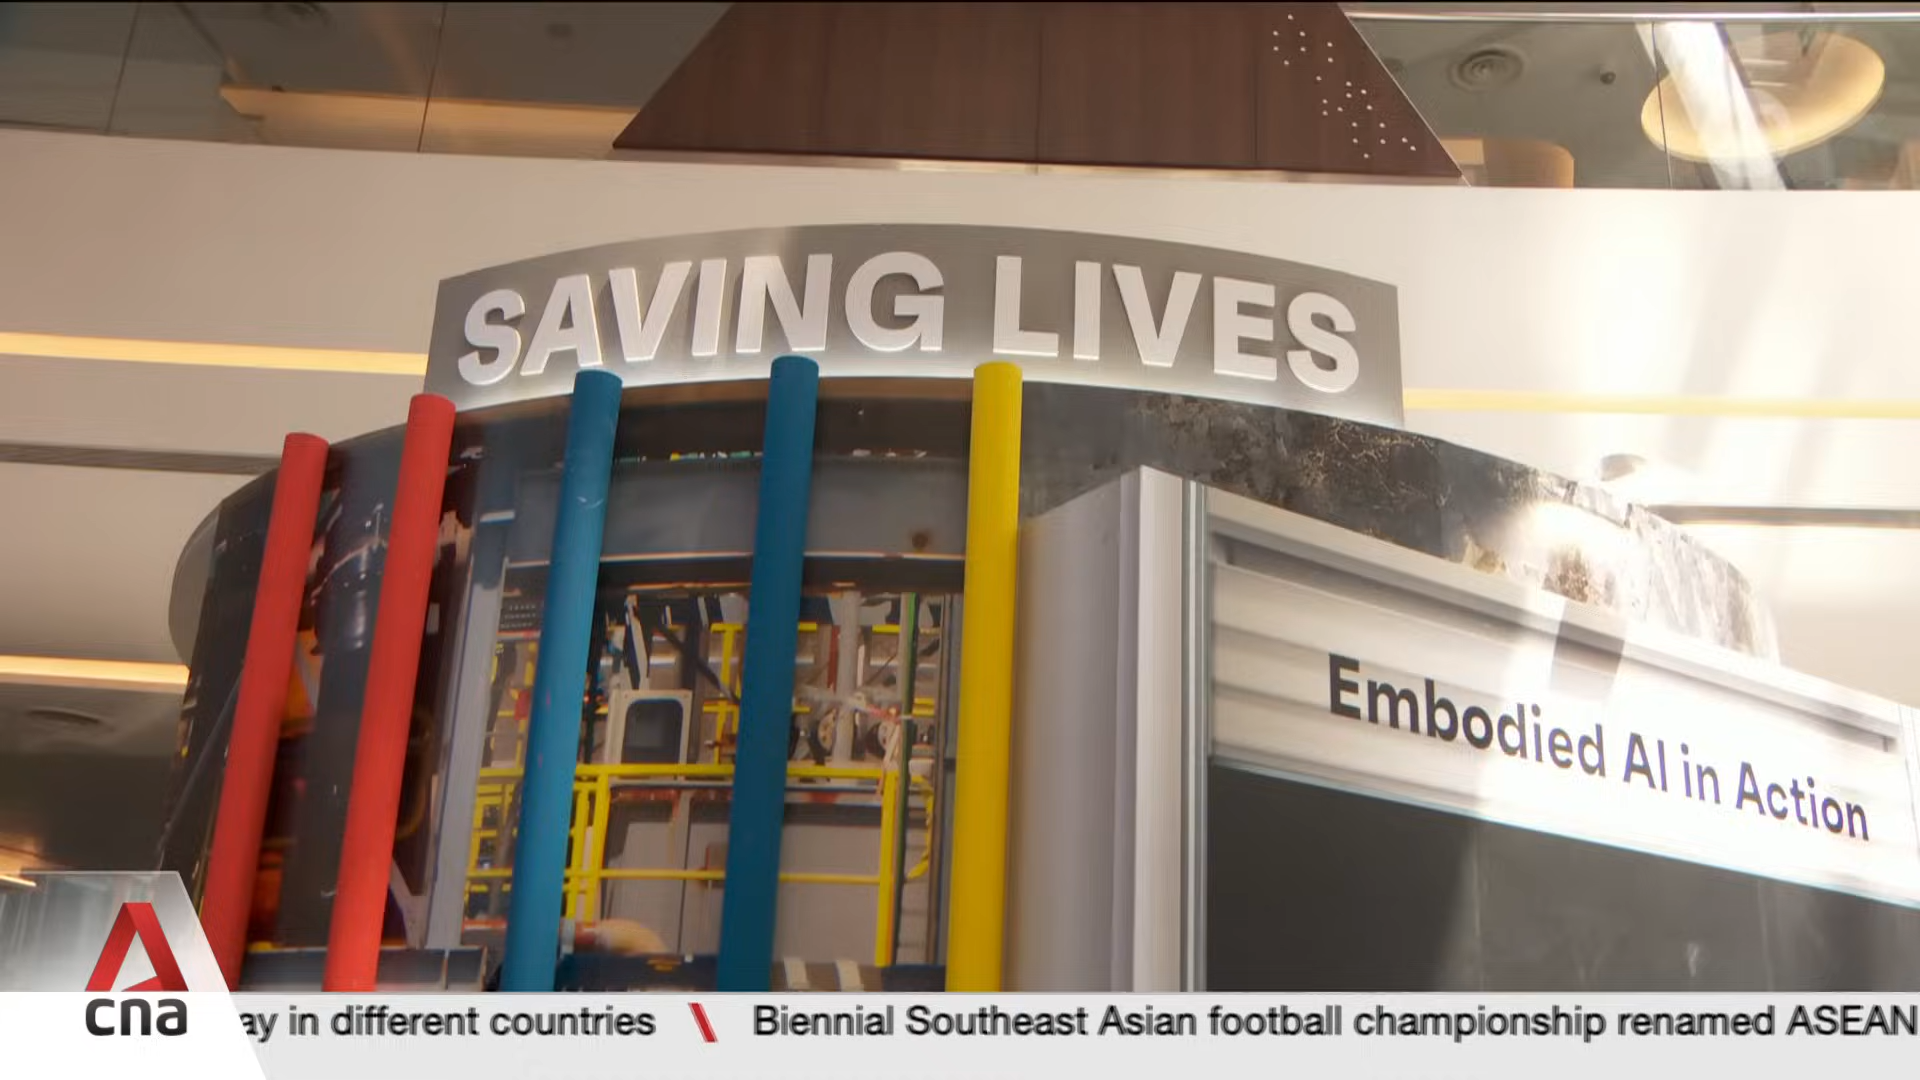 SAVING LIVES
Embodied AI in Action
cna
ay in different countries \ Biennial Southeast Asian football championship renamed ASEAN